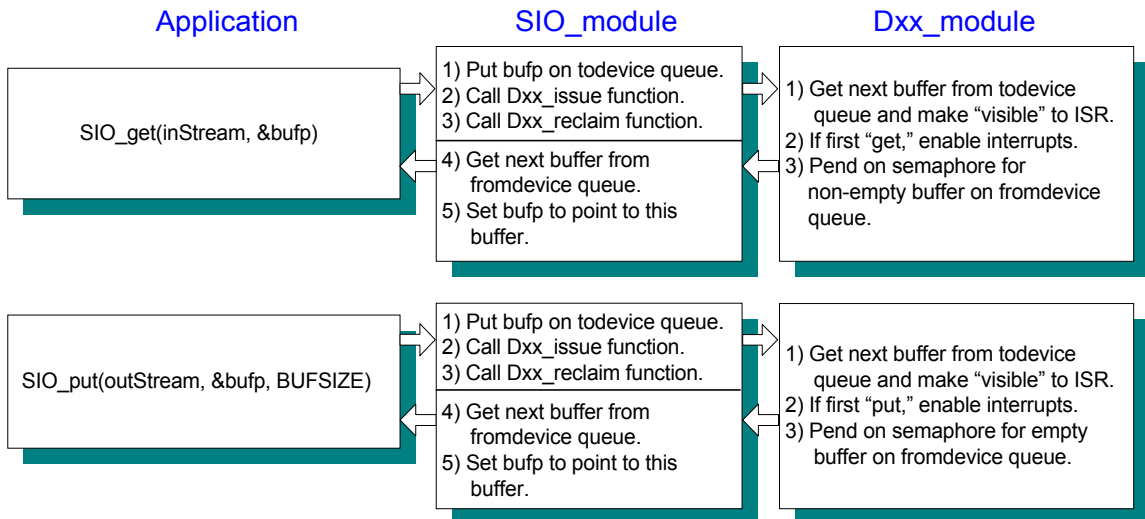 Application
SIO_module
Dxx_module
SIO_get(inStream, &bufp)
1) Put bufp on todevice queue.
2) Call Dxx_issue function.
3) Call Dxx_reclaim function.
4) Get next buffer from
fromdevice queue.
5) Set bufp to point to this
buffer.
1) Get next buffer from todevice
queue and make “visible” to ISR.
2) If first “get,” enable interrupts.
3) Pend on semaphore for
non-empty buffer on fromdevice
queue.
SIO_put(outStream, &bufp, BUFSIZE)
1) Put bufp on todevice queue.
2) Call Dxx_issue function.
3) Call Dxx_reclaim function.
4) Get next buffer from
fromdevice queue.
5) Set bufp to point to this
buffer.
1) Get next buffer from todevice
queue and make “visible” to ISR.
2) If first “put,” enable interrupts.
3) Pend on semaphore for empty
buffer on fromdevice queue.